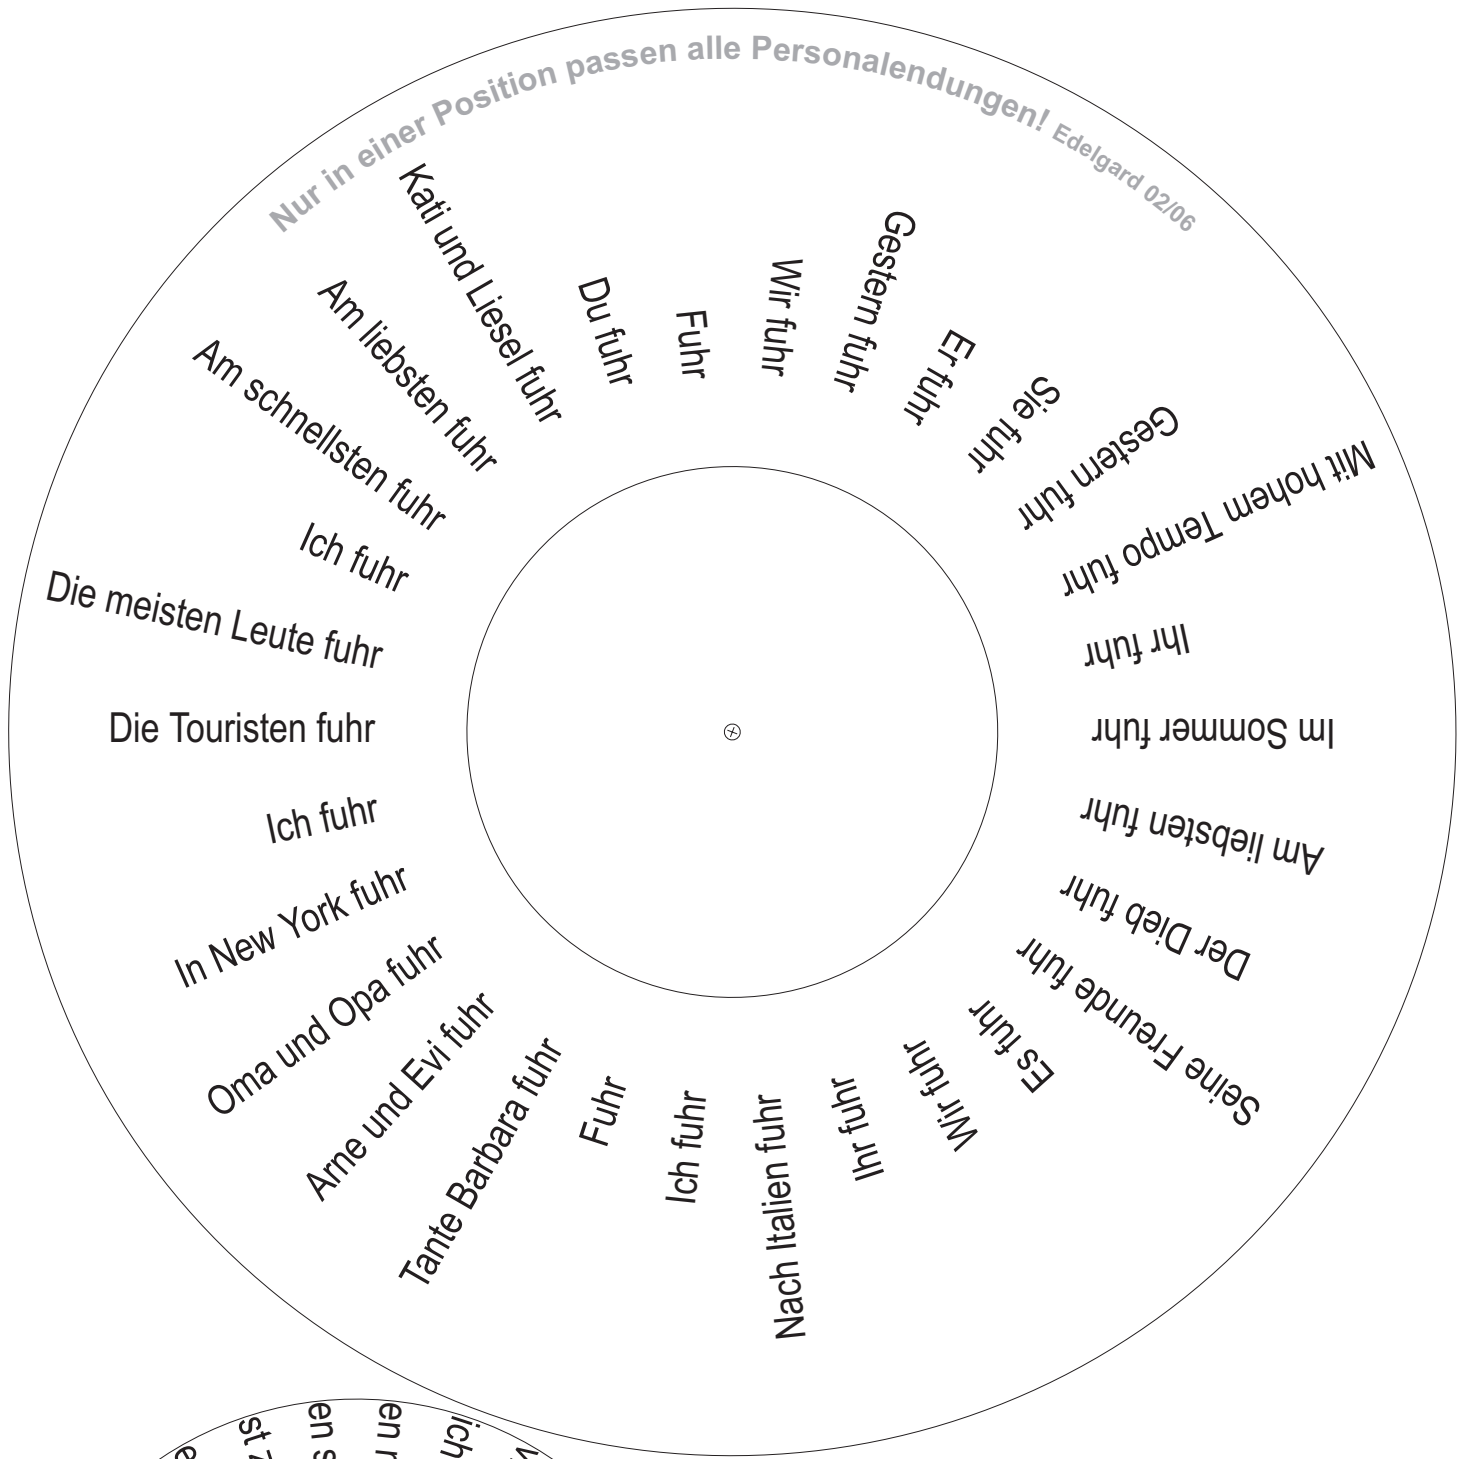 Nur in einer Position passen alle Personalendungen! Edelgard 02/06
Kati und Liesel fuhr
Du fuhr
Fuhr
Wir fuhr
Gestern fuhr
Er fuhr
Sie fuhr
Gestern fuhr
Mit hohem Tempo fuhr
Ihr fuhr
Im Sommer fuhr
Am liebsten fuhr
Der Dieb fuhr
Seine Freunde fuhr
Es fuhr
Wir fuhr
Ihr fuhr
Nach Italien fuhr
Ich fuhr
Fuhr
Tante Barbara fuhr
Arne und Evi fuhr
Oma und Opa fuhr
In New York fuhr
Ich fuhr
Die Touristen fuhr
Die meisten Leute fuhr
Ich fuhr
Am schnellsten fuhr
Am liebsten fuhr
st
en
en
ich